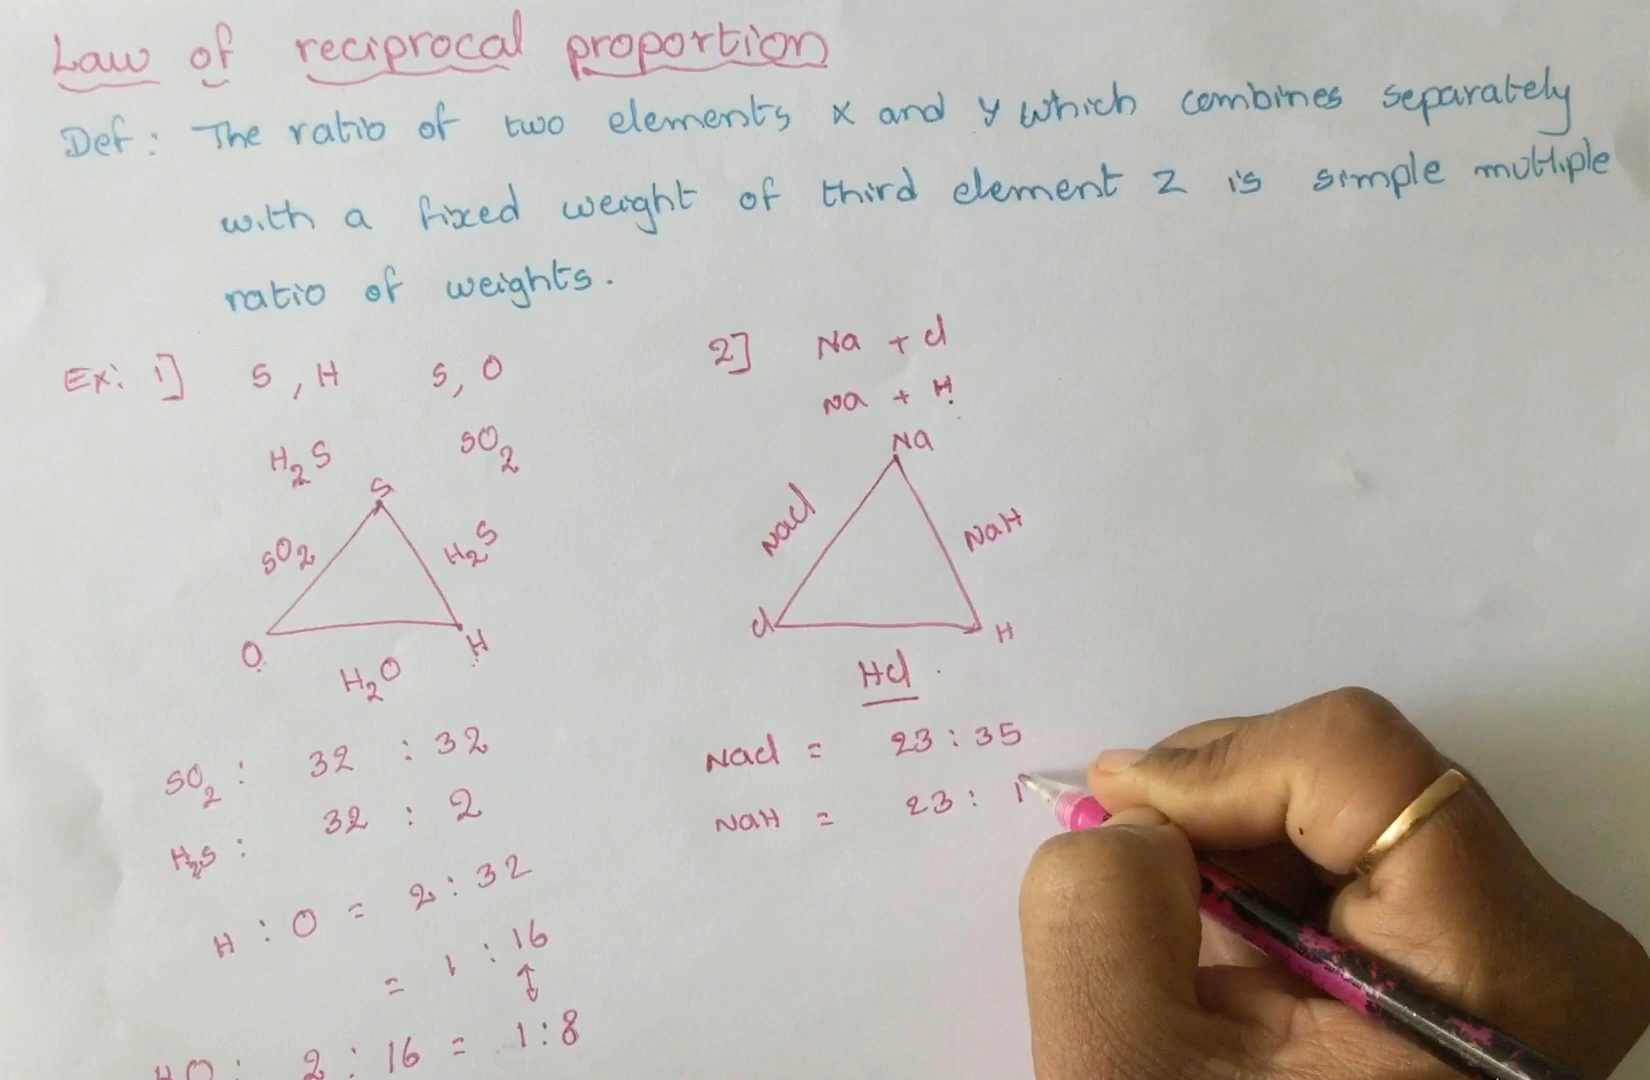 Law of reciprocal proportion
Def : The ratio of two elements x and y which combines separately
with a fixed weight of third element z is simple multiple
ratio of weights.
Ex: 1] S , H S, O
H2S SO2
S
SO2 H2S
O H
H2O
SO2 : 32 : 32
H2S : 32 : 2
H : O = 2 : 32
= 1 : 16
↕
H2O : 2 : 16 = 1 : 8
2] Na + Cl
Na + H
Na
NaCl NaH
Cl H
HCl
NaCl = 23 : 35
NaH = 23 : 1